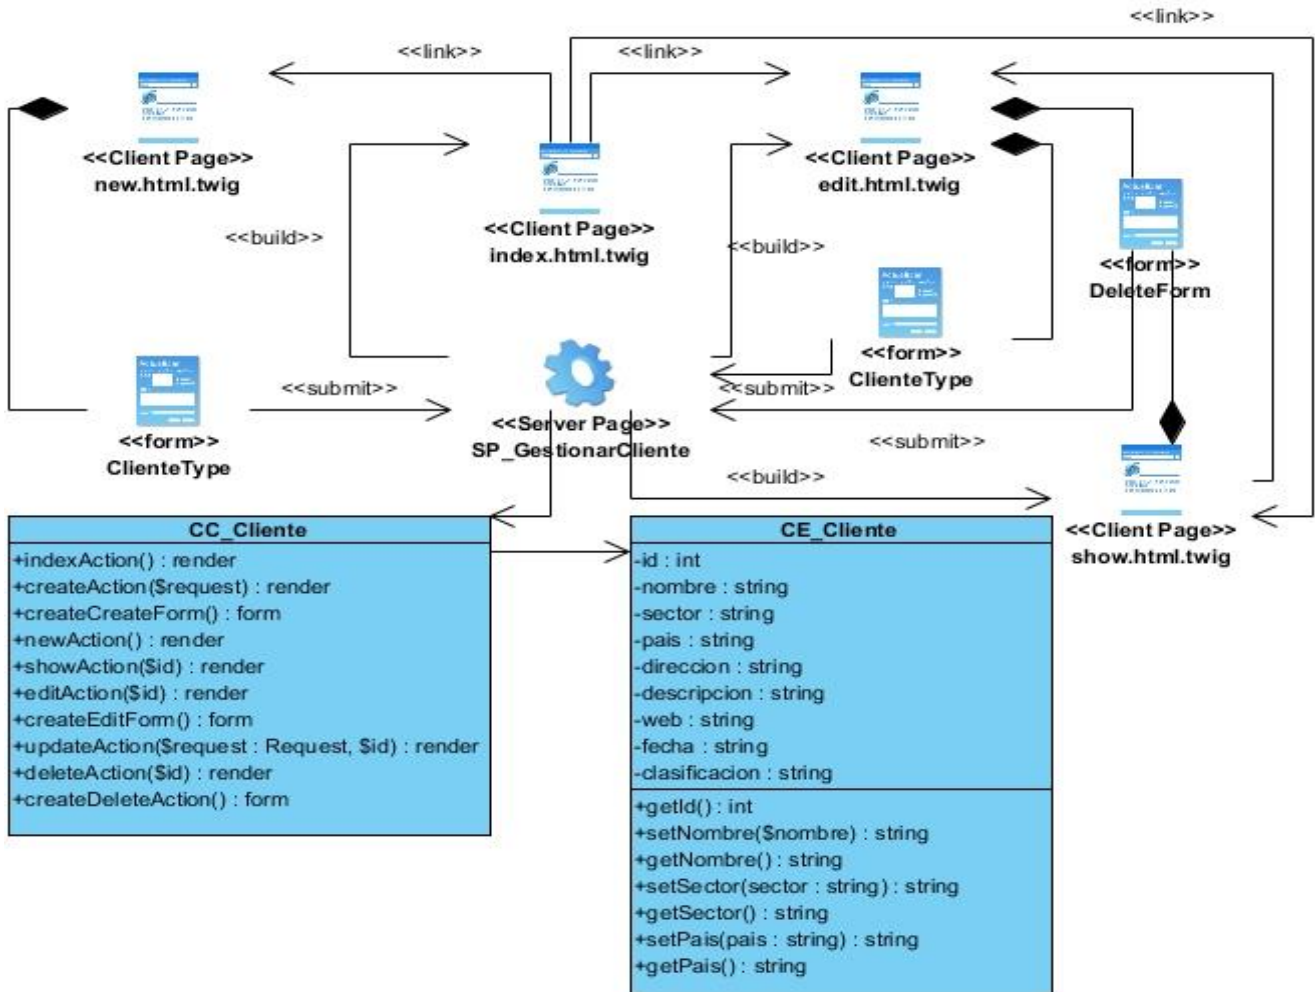 <<link>>
<<link>>
<<link>>
<<Client Page>>
new.html.twig
<<Client Page>>
edit.html.twig
<<build>>
<<Client Page>>
index.html.twig
<<build>>
<<form>>
DeleteForm
<<form>>
ClienteType
<<submit>>
<<submit>>
<<form>>
ClienteType
<<Server Page>>
SP_GestionarCliente
<<submit>>
<<build>>
<<Client Page>>
show.html.twig
CC_Cliente
+indexAction() : render
+createAction($request) : render
+createCreateForm() : form
+newAction() : render
+showAction($id) : render
+editAction($id) : render
+createEditForm() : form
+updateAction($request : Request, $id) : render
+deleteAction($id) : render
+createDeleteAction() : form
CE_Cliente
-id : int
-nombre : string
-sector : string
-pais : string
-direccion : string
-descripcion : string
-web : string
-fecha : string
-clasificacion : string
+getId() : int
+setNombre($nombre) : string
+getNombre() : string
+setSector(sector : string) : string
+getSector() : string
+setPais(pais : string) : string
+getPais() : string